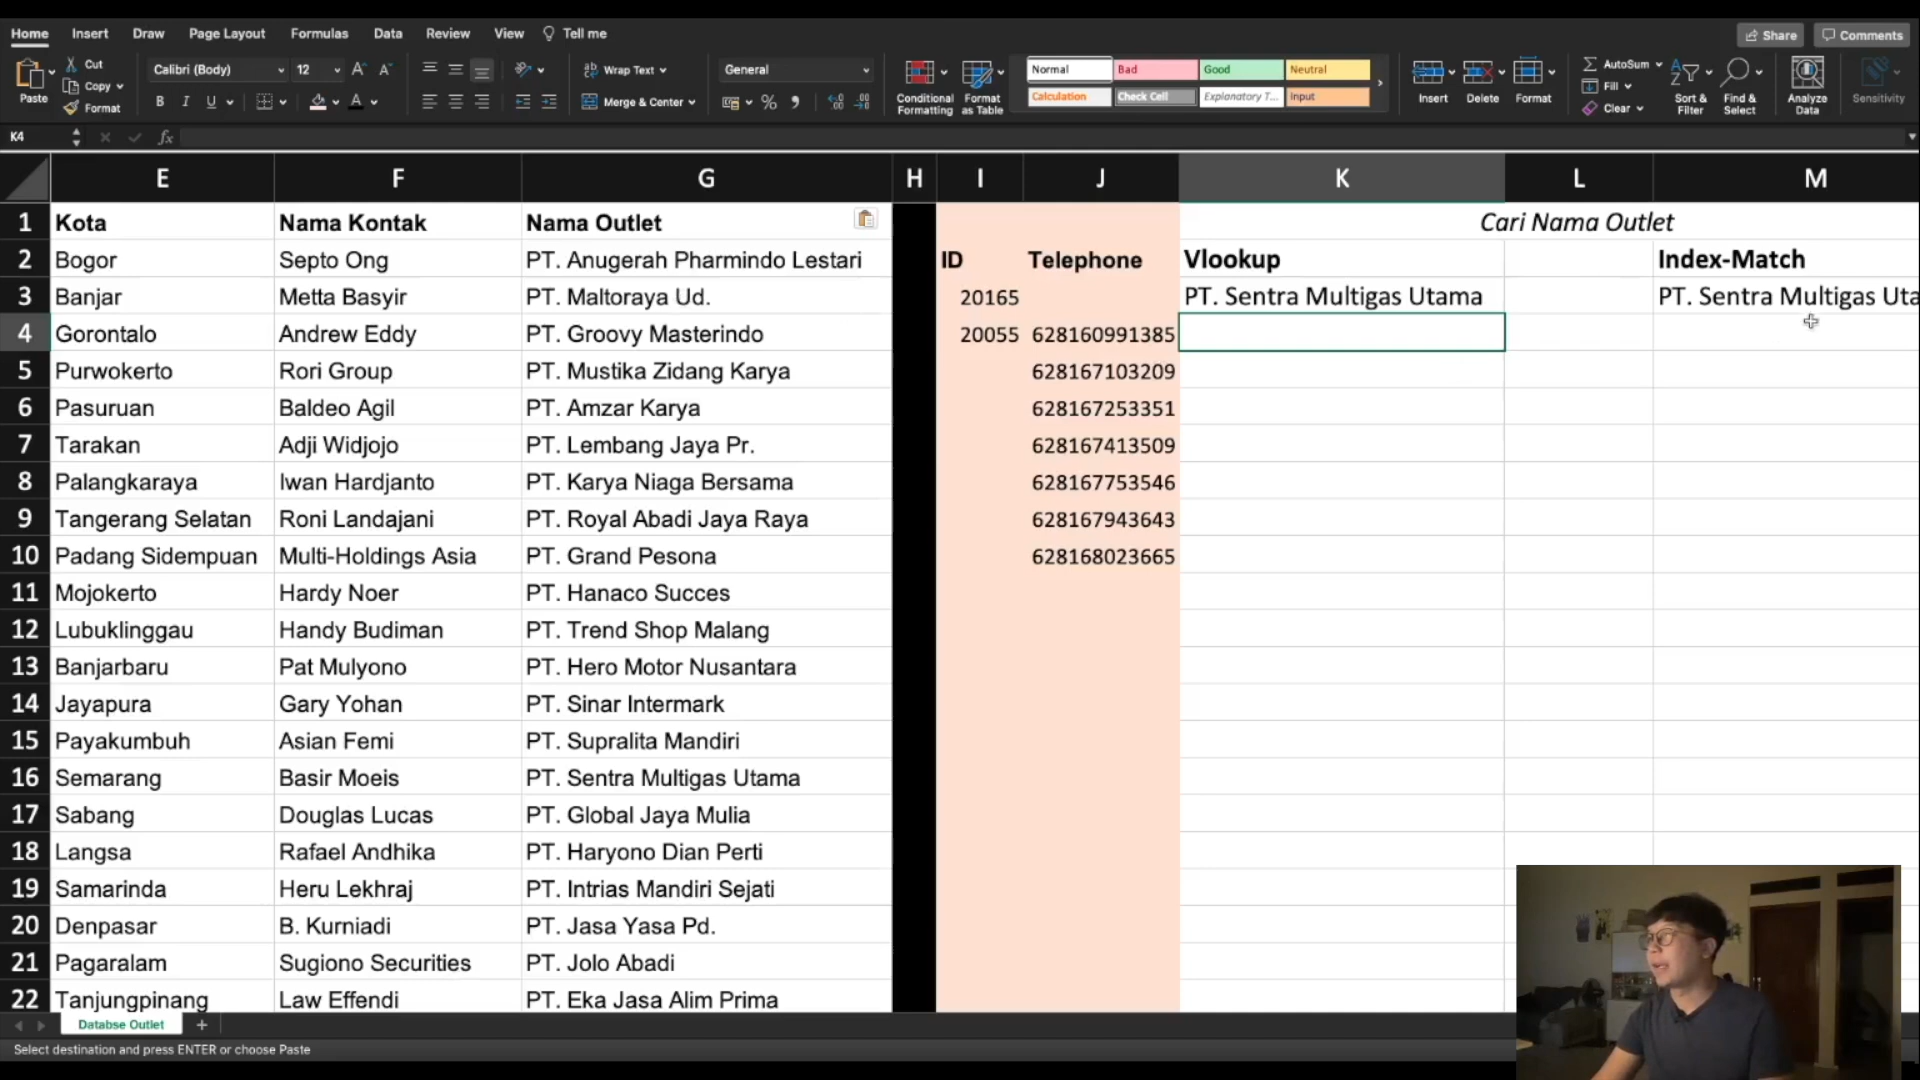 Home Insert Draw Page Layout Formulas Data Review View Tell me Share Comments
Paste Cut Copy Format
Calibri (Body) 12
B I U
Wrap Text
Merge & Center
General
Conditional Formatting
Format as Table
Normal Bad Good Neutral
Calculation Check Cell Explanatory T... Input
Insert Delete Format
AutoSum
Fill
Clear
Sort & Filter
Find & Select
Analyze Data
Sensitivity
K4 fx
E F G H I J K L M
1 Kota Nama Kontak Nama Outlet Cari Nama Outlet
2 Bogor Septo Ong PT. Anugerah Pharmindo Lestari ID Telephone Vlookup Index-Match
3 Banjar Metta Basyir PT. Maltoraya Ud. 20165 PT. Sentra Multigas Utama PT. Sentra Multigas Uta
4 Gorontalo Andrew Eddy PT. Groovy Masterindo 20055 628160991385
5 Purwokerto Rori Group PT. Mustika Zidang Karya 628167103209
6 Pasuruan Baldeo Agil PT. Amzar Karya 628167253351
7 Tarakan Adji Widjojo PT. Lembang Jaya Pr. 628167413509
8 Palangkaraya Iwan Hardjanto PT. Karya Niaga Bersama 628167753546
9 Tangerang Selatan Roni Landajani PT. Royal Abadi Jaya Raya 628167943643
10 Padang Sidempuan Multi-Holdings Asia PT. Grand Pesona 628168023665
11 Mojokerto Hardy Noer PT. Hanaco Succes
12 Lubuklinggau Handy Budiman PT. Trend Shop Malang
13 Banjarbaru Pat Mulyono PT. Hero Motor Nusantara
14 Jayapura Gary Yohan PT. Sinar Intermark
15 Payakumbuh Asian Femi PT. Supralita Mandiri
16 Semarang Basir Moeis PT. Sentra Multigas Utama
17 Sabang Douglas Lucas PT. Global Jaya Mulia
18 Langsa Rafael Andhika PT. Haryono Dian Perti
19 Samarinda Heru Lekhraj PT. Intrias Mandiri Sejati
20 Denpasar B. Kurniadi PT. Jasa Yasa Pd.
21 Pagaralam Sugiono Securities PT. Jolo Abadi
22 Tanjungpinang Law Effendi PT. Eka Jasa Alim Prima
Databse Outlet
Select destination and press ENTER or choose Paste